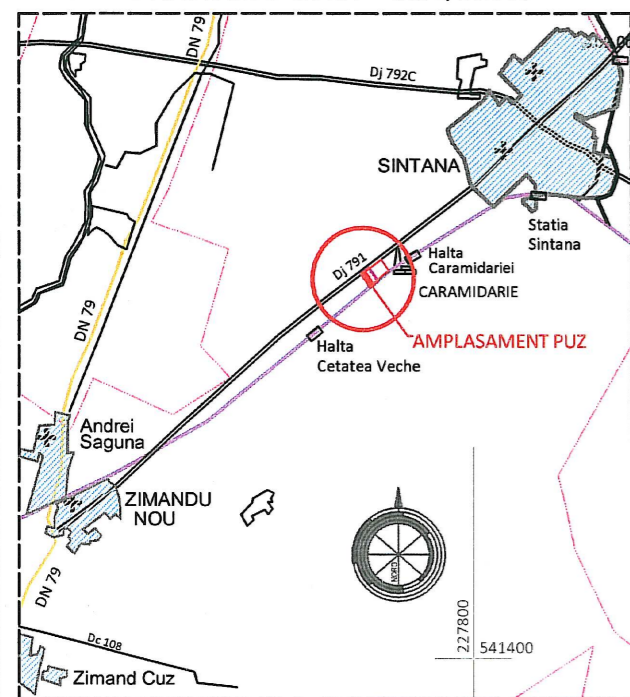 DN 79
Dj 792C
SINTANA
Statia
Sintana
Dj 791
Halta
Caramidariei
CARAMIDARIE
DN 79
AMPLASAMENT PUZ
Halta
Cetatea Veche
Andrei
Saguna
ZIMANDU
NOU
DN 79
227800
541400
Dc 108
Zimand Cuz